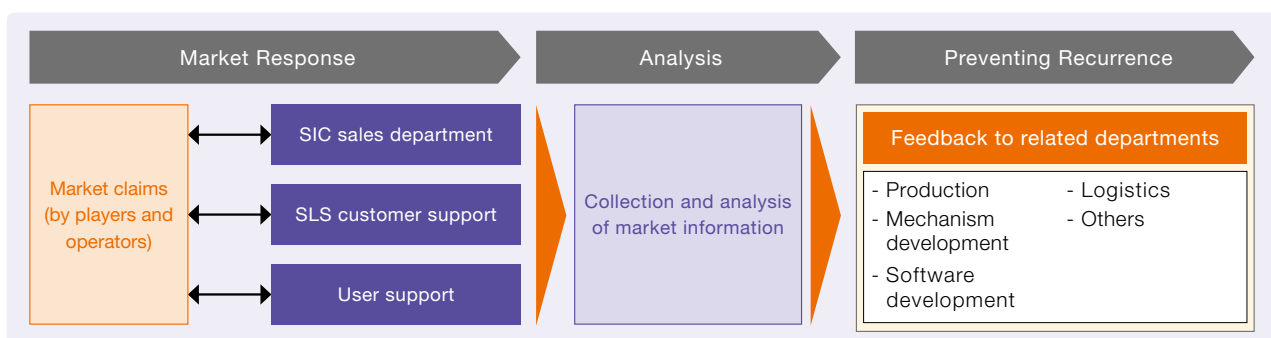 Market Response
Analysis
Preventing Recurrence
Market claims
(by players and
operators)
SIC sales department
SLS customer support
User support
Collection and analysis
of market information
Feedback to related departments
- Production
- Mechanism
development
- Software
development
- Logistics
- Others